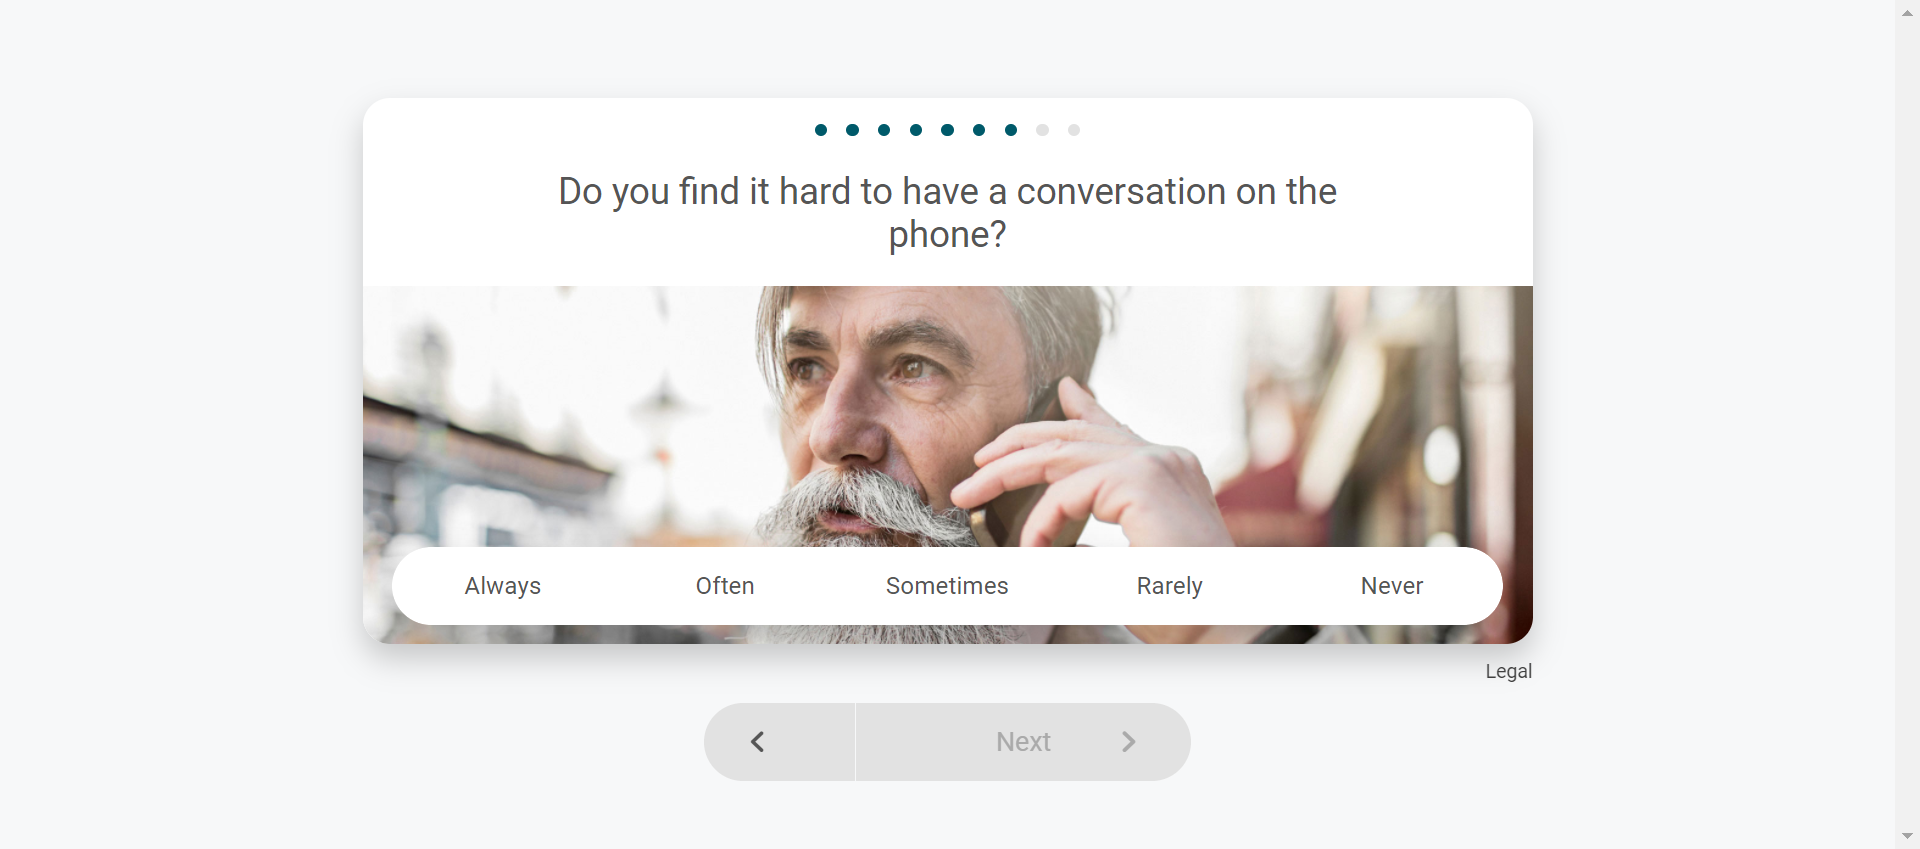 Do you find it hard to have a conversation on the
phone?
Always
Often
Sometimes
Rarely
Never
Legal
Next